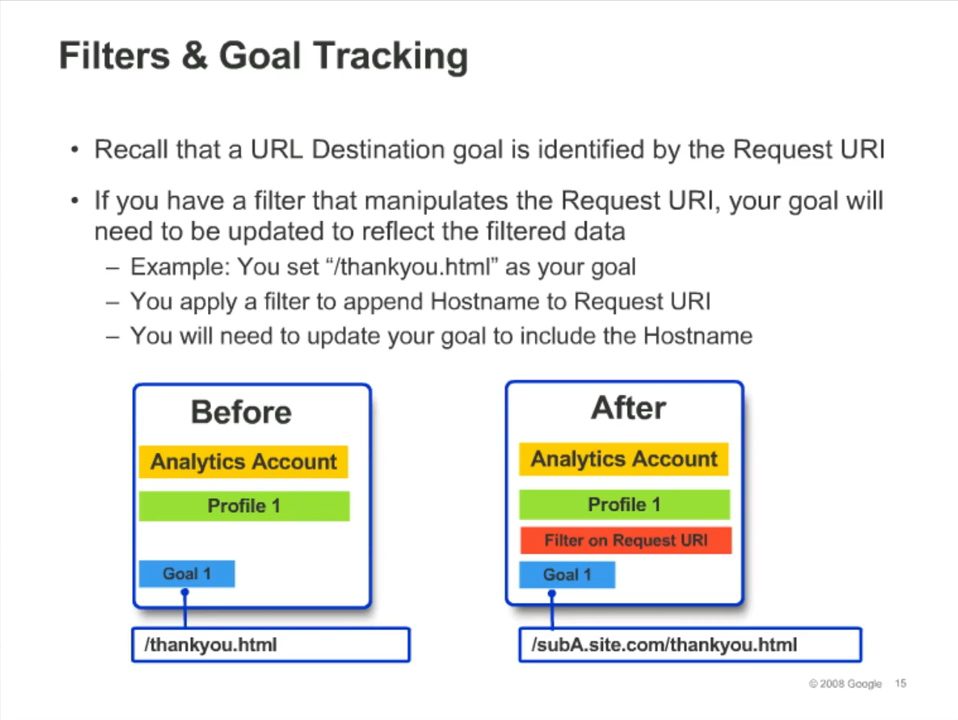 Filters & Goal Tracking
• Recall that a URL Destination goal is identified by the Request URI
• If you have a filter that manipulates the Request URI, your goal will
need to be updated to reflect the filtered data
– Example: You set “/thankyou.html” as your goal
– You apply a filter to append Hostname to Request URI
– You will need to update your goal to include the Hostname
Before
Analytics Account
Profile 1
Goal 1
/thankyou.html
After
Analytics Account
Profile 1
Filter on Request URI
Goal 1
/subA.site.com/thankyou.html
© 2008 Google 15